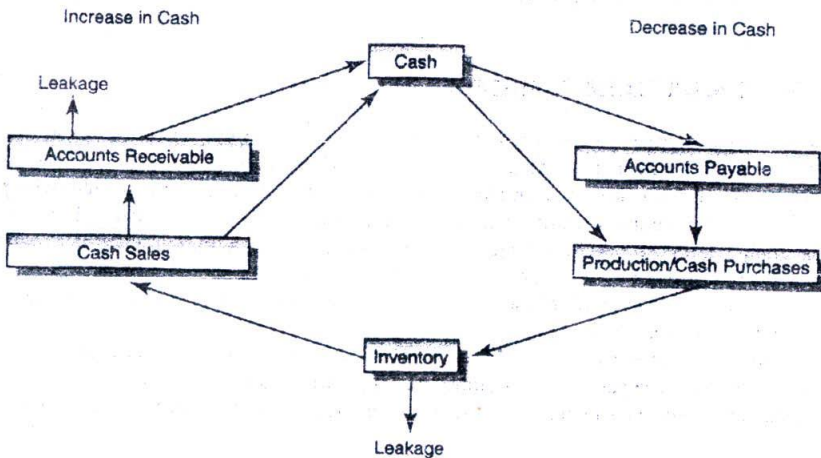 Increase in Cash
Decrease in Cash
Cash
Leakage
Accounts Receivable
Accounts Payable
Cash Sales
Production/Cash Purchases
Inventory
Leakage